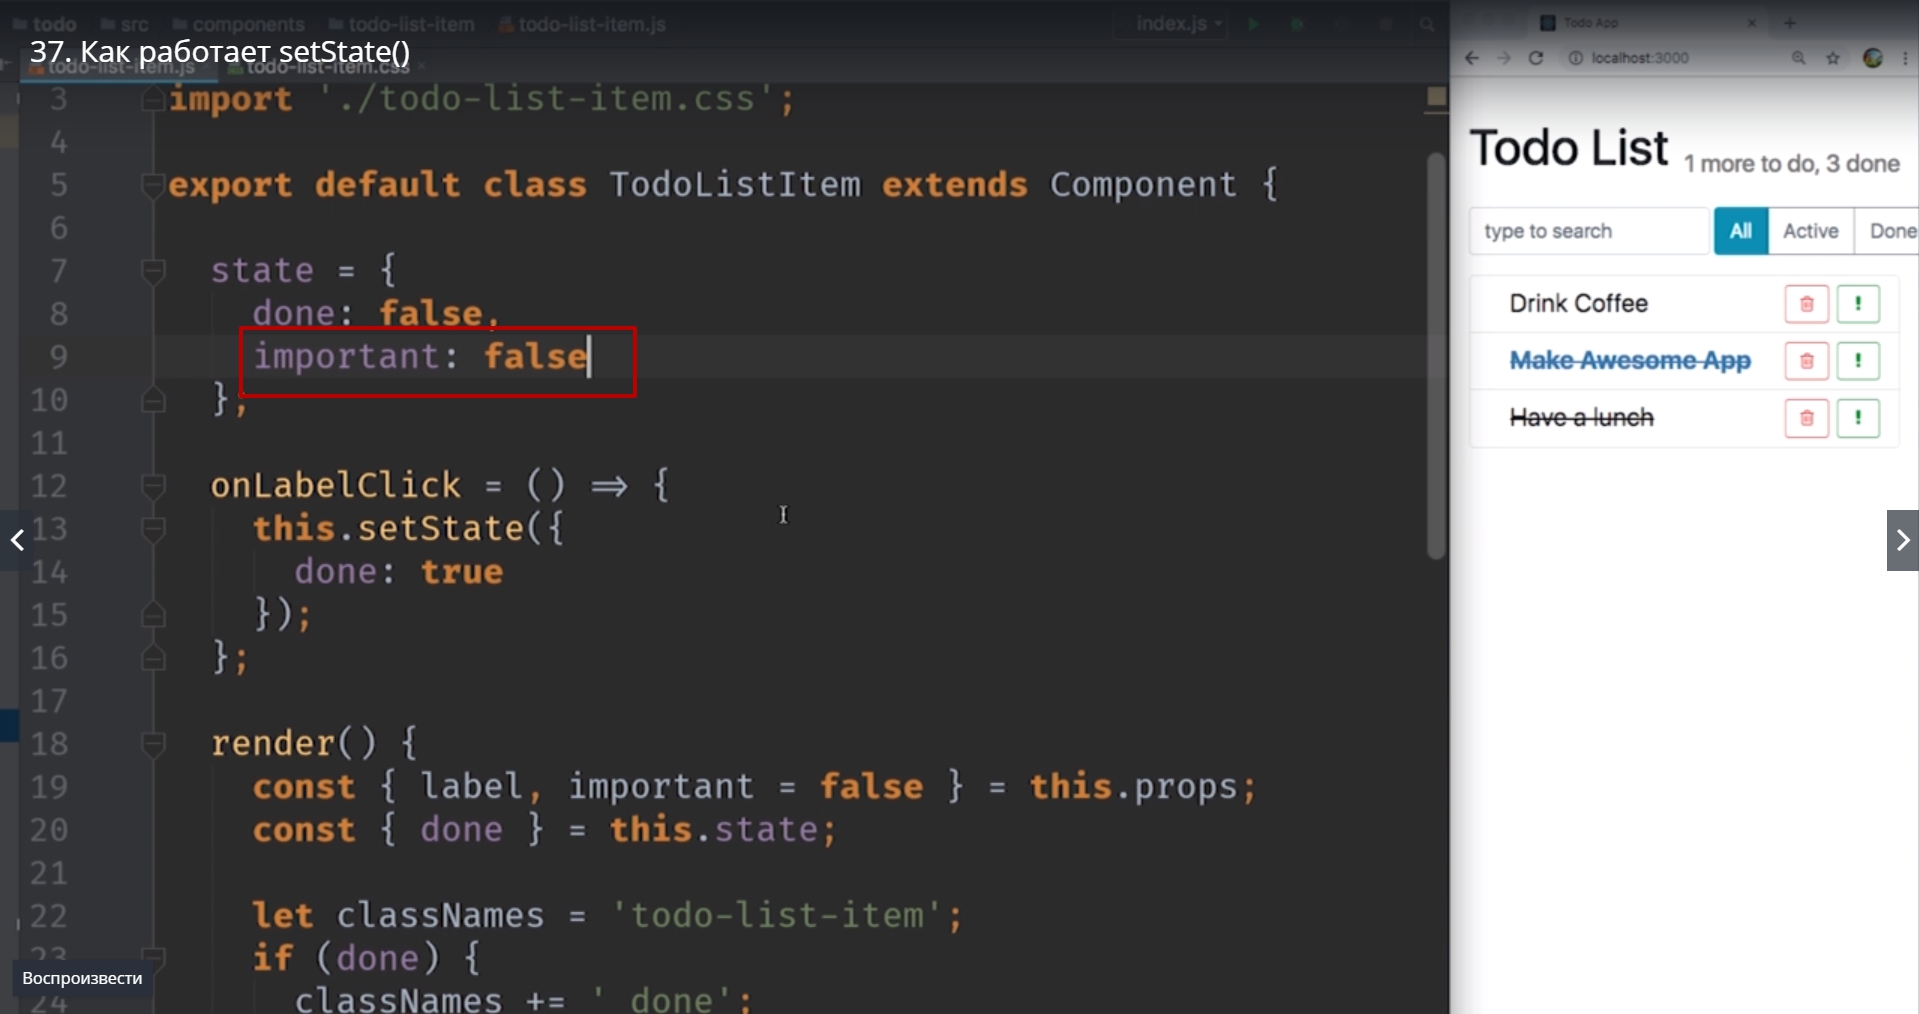 todo src components todo-list-item todo-list-item.js index.js
37. Как работает setState()
todo-list-item.js todo-list-item.css
3 import './todo-list-item.css';
4
5 export default class TodoListItem extends Component {
6
7 state = {
8 done: false,
9 important: false
10 };
11
12 onLabelClick = () => {
13 this.setState({
14 done: true
15 });
16 };
17
18 render() {
19 const { label, important = false } = this.props;
20 const { done } = this.state;
21
22 let classNames = 'todo-list-item';
23 if (done) {
24 classNames += ' done';
Воспроизвести
Todo App
localhost:3000
Todo List 1 more to do, 3 done
type to search All Active Done
Drink Coffee
Make Awesome App
Have a lunch